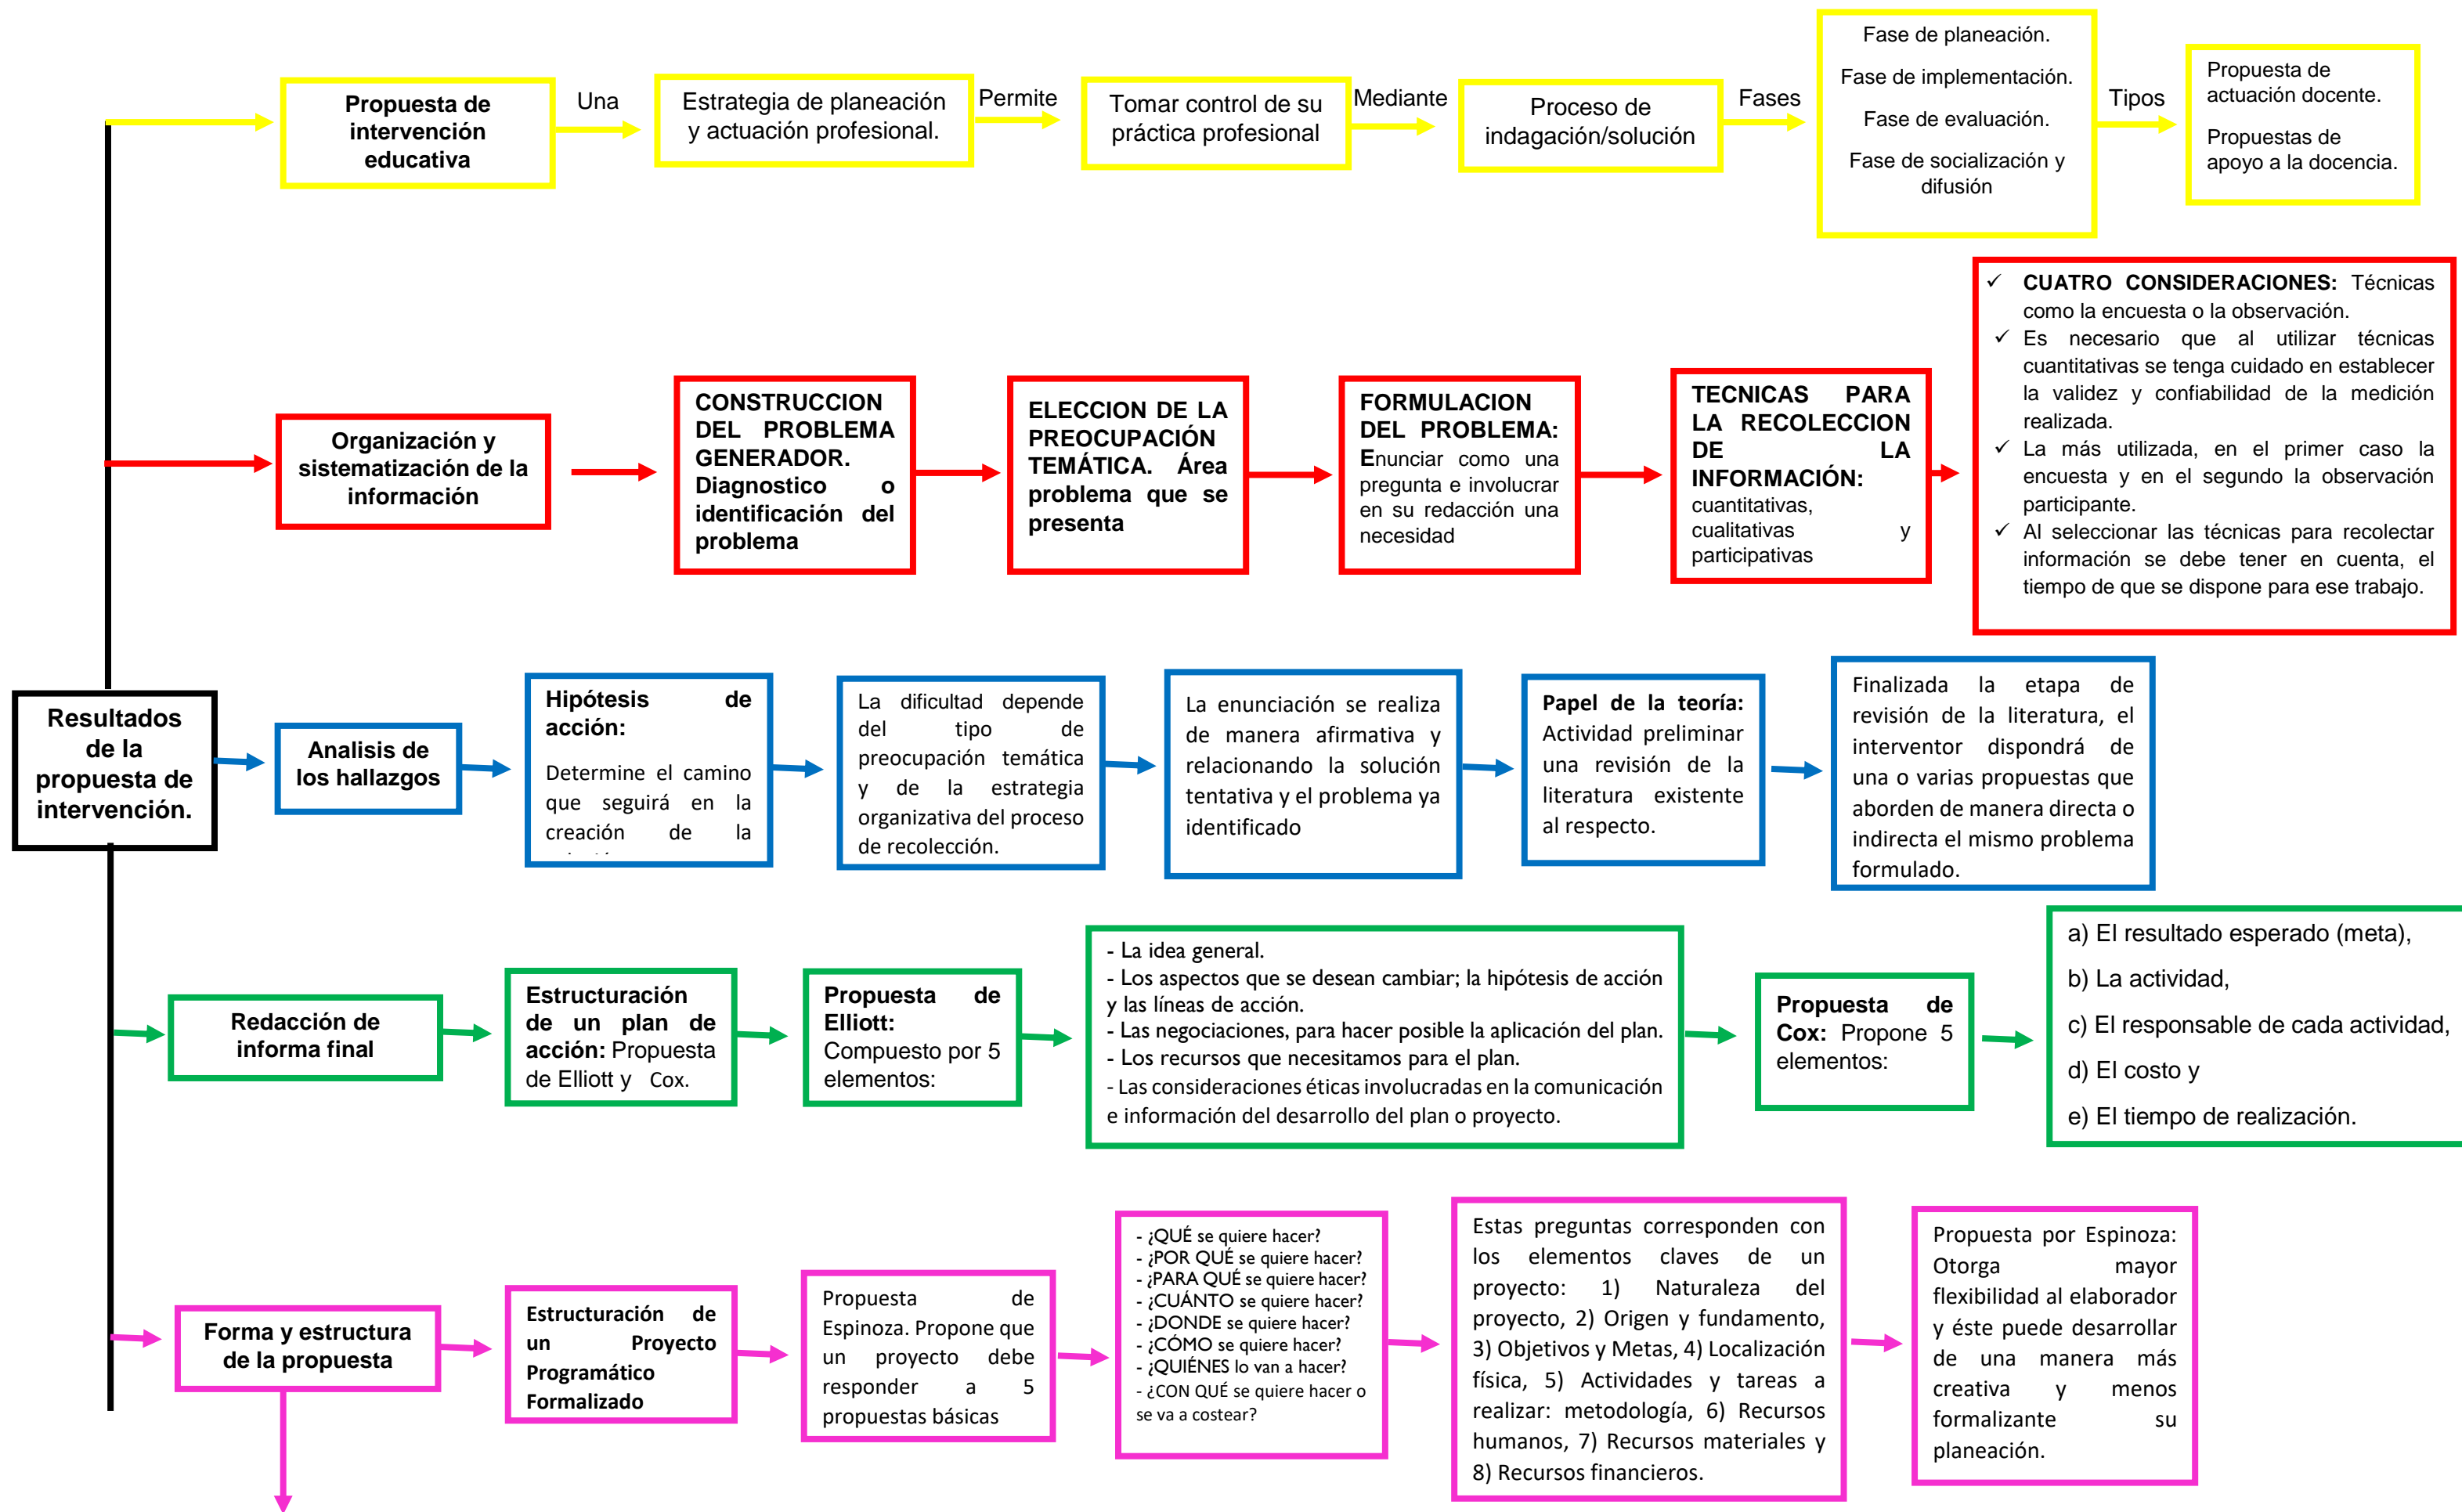 Propuesta de
intervención
educativa
Una
Estrategia de planeación
y actuación profesional.
Permite
Tomar control de su
práctica profesional
Mediante
Proceso de
indagación/solución
Fases
Fase de planeación.
Fase de implementación.
Fase de evaluación.
Fase de socialización y
difusión
Tipos
Propuesta de
actuación docente.
Propuestas de
apoyo a la docencia.
Organización y
sistematización de la
información
CONSTRUCCION
DEL PROBLEMA
GENERADOR.
Diagnostico o
identificación del
problema
ELECCION DE LA
PREOCUPACIÓN
TEMÁTICA. Área
problema que se
presenta
FORMULACION
DEL PROBLEMA:
Enunciar como una
pregunta e involucrar
en su redacción una
necesidad
TECNICAS PARA
LA RECOLECCION
DE LA
INFORMACIÓN:
cuantitativas,
cualitativas y
participativas
✓ CUATRO CONSIDERACIONES: Técnicas
como la encuesta o la observación.
✓ Es necesario que al utilizar técnicas
cuantitativas se tenga cuidado en establecer
la validez y confiabilidad de la medición
realizada.
✓ La más utilizada, en el primer caso la
encuesta y en el segundo la observación
participante.
✓ Al seleccionar las técnicas para recolectar
información se debe tener en cuenta, el
tiempo de que se dispone para ese trabajo.
Resultados
de la
propuesta de
intervención.
Analisis de
los hallazgos
Hipótesis de
acción:
Determine el camino
que seguirá en la
creación de la
La dificultad depende
del tipo de
preocupación temática
y de la estrategia
organizativa del proceso
de recolección.
La enunciación se realiza
de manera afirmativa y
relacionando la solución
tentativa y el problema ya
identificado
Papel de la teoría:
Actividad preliminar
una revisión de la
literatura existente
al respecto.
Finalizada la etapa de
revisión de la literatura, el
interventor dispondrá de
una o varias propuestas que
aborden de manera directa o
indirecta el mismo problema
formulado.
Redacción de
informa final
Estructuración
de un plan de
acción: Propuesta
de Elliott y Cox.
Propuesta de
Elliott:
Compuesto por 5
elementos:
- La idea general.
- Los aspectos que se desean cambiar; la hipótesis de acción
y las líneas de acción.
- Las negociaciones, para hacer posible la aplicación del plan.
- Los recursos que necesitamos para el plan.
- Las consideraciones éticas involucradas en la comunicación
e información del desarrollo del plan o proyecto.
Propuesta de
Cox: Propone 5
elementos:
a) El resultado esperado (meta),
b) La actividad,
c) El responsable de cada actividad,
d) El costo y
e) El tiempo de realización.
Forma y estructura
de la propuesta
Estructuración de
un Proyecto
Programático
Formalizado
Propuesta de
Espinoza. Propone que
un proyecto debe
responder a 5
propuestas básicas
- ¿QUÉ se quiere hacer?
- ¿POR QUÉ se quiere hacer?
- ¿PARA QUÉ se quiere hacer?
- ¿CUÁNTO se quiere hacer?
- ¿DONDE se quiere hacer?
- ¿CÓMO se quiere hacer?
- ¿QUIÉNES lo van a hacer?
- ¿CON QUÉ se quiere hacer o
se va a costear?
Estas preguntas corresponden con
los elementos claves de un
proyecto: 1) Naturaleza del
proyecto, 2) Origen y fundamento,
3) Objetivos y Metas, 4) Localización
física, 5) Actividades y tareas a
realizar: metodología, 6) Recursos
humanos, 7) Recursos materiales y
8) Recursos financieros.
Propuesta por Espinoza:
Otorga mayor
flexibilidad al elaborador
y éste puede desarrollar
de una manera más
creativa y menos
formalizante su
planeación.